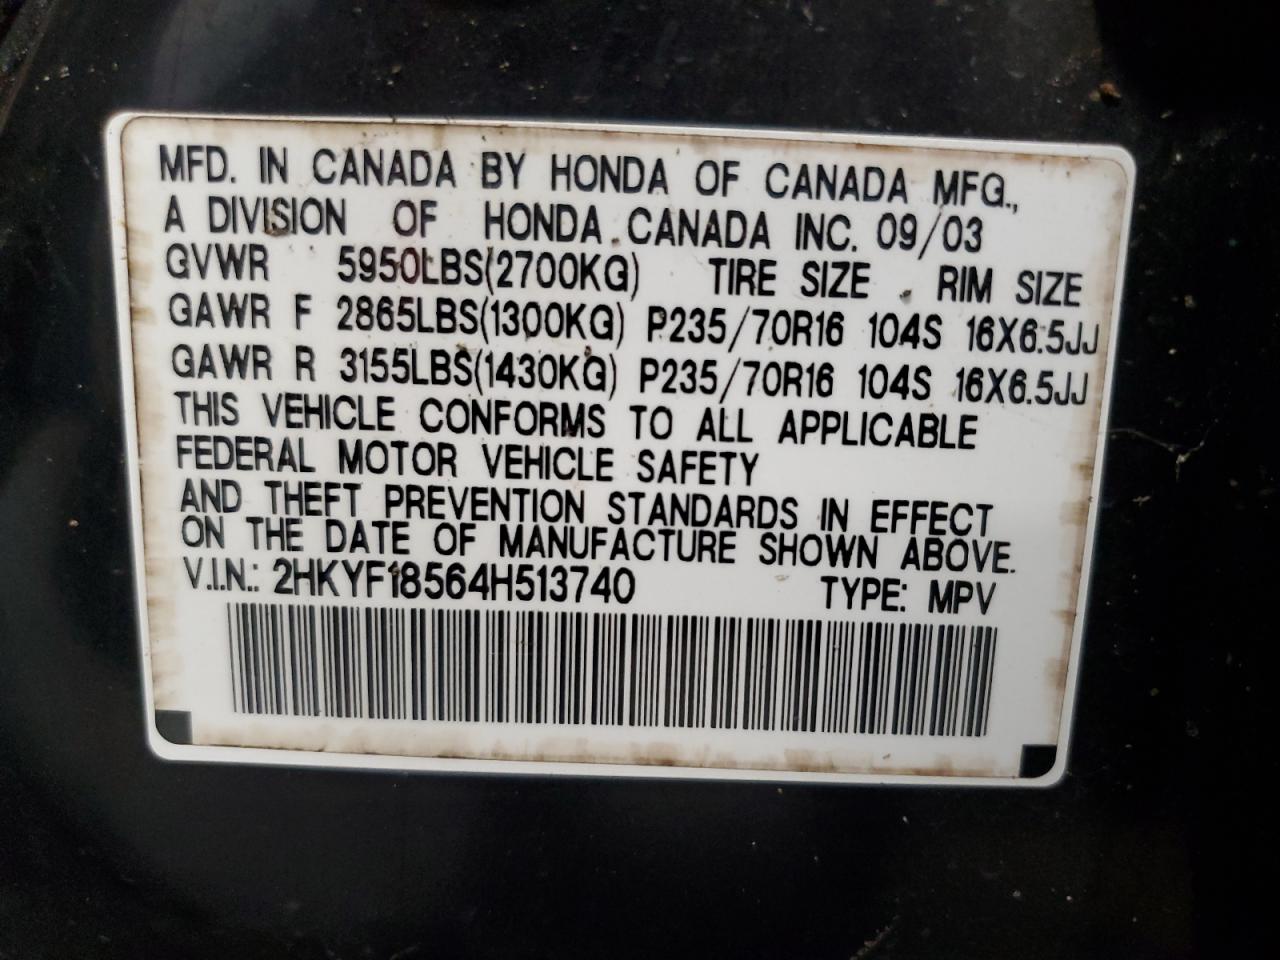 MFD. IN CANADA BY HONDA OF CANADA MFG.,
A DIVISION OF HONDA CANADA INC. 09/03
GVWR 5950LBS(2700KG) TIRE SIZE RIM SIZE
GAWR F 2865LBS(1300KG) P235/70R16 104S 16X6.5JJ
GAWR R 3155LBS(1430KG) P235/70R16 104S 16X6.5JJ
THIS VEHICLE CONFORMS TO ALL APPLICABLE
FEDERAL MOTOR VEHICLE SAFETY
AND THEFT PREVENTION STANDARDS IN EFFECT
ON THE DATE OF MANUFACTURE SHOWN ABOVE.
V.I.N.: 2HKYF18564H513740 TYPE: MPV